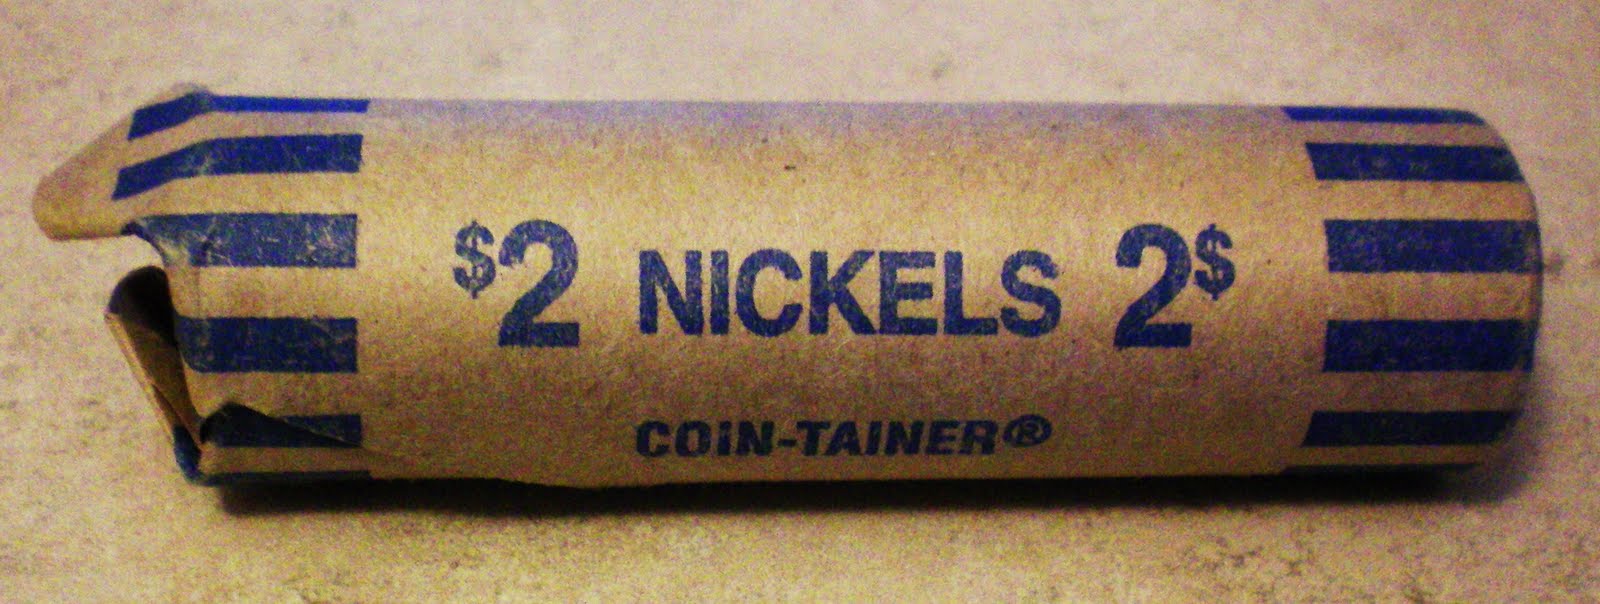 $2 NICKELS 2$
COIN-TAINER®